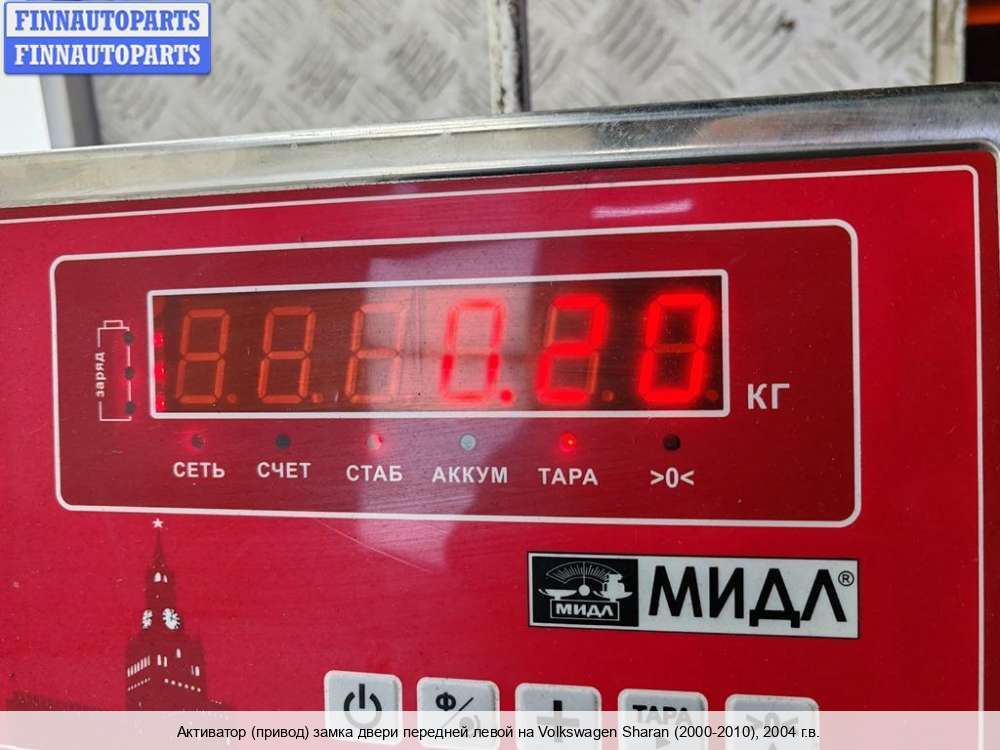 FINNAUTOPARTS
FINNAUTOPARTS
0.20
КГ
заряд
СЕТЬ СЧЕТ СТАБ АККУМ ТАРА >0<
МИДЛ
МИДЛ®
Ф
ТАРА
>0<
Активатор (привод) замка двери передней левой на Volkswagen Sharan (2000-2010), 2004 г.в.